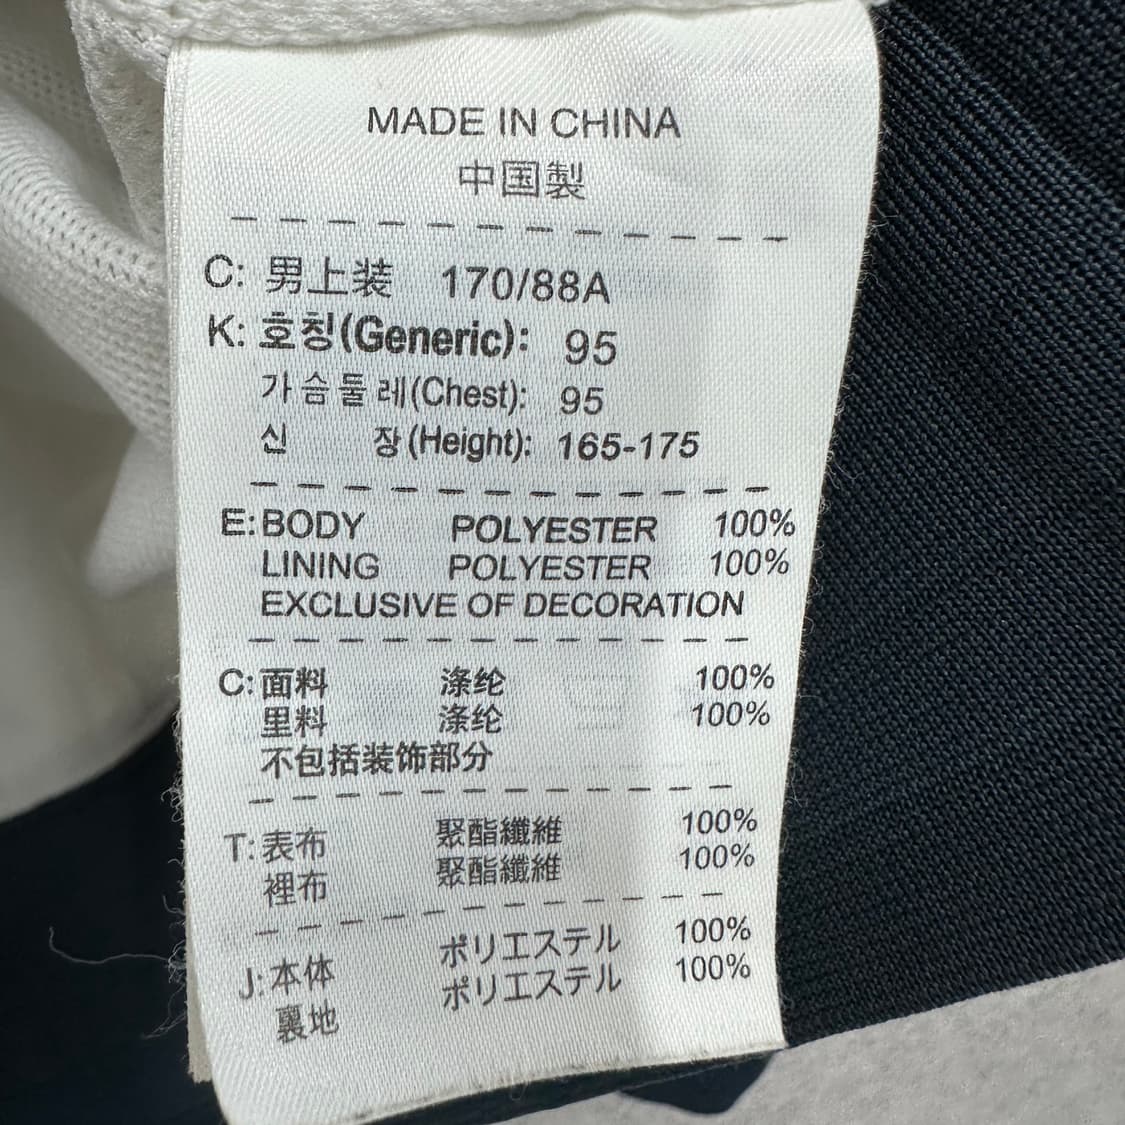 MADE IN CHINA
中国製
C: 男上装 170/88A
K: 호칭(Generic): 95
가슴둘레(Chest): 95
신 장(Height): 165-175
E: BODY POLYESTER 100%
LINING POLYESTER 100%
EXCLUSIVE OF DECORATION
C: 面料 涤纶 100%
里料 涤纶 100%
不包括装饰部分
T: 表布 聚酯纖維 100%
裡布 聚酯纖維 100%
J: 本体 ポリエステル 100%
裏地 ポリエステル 100%